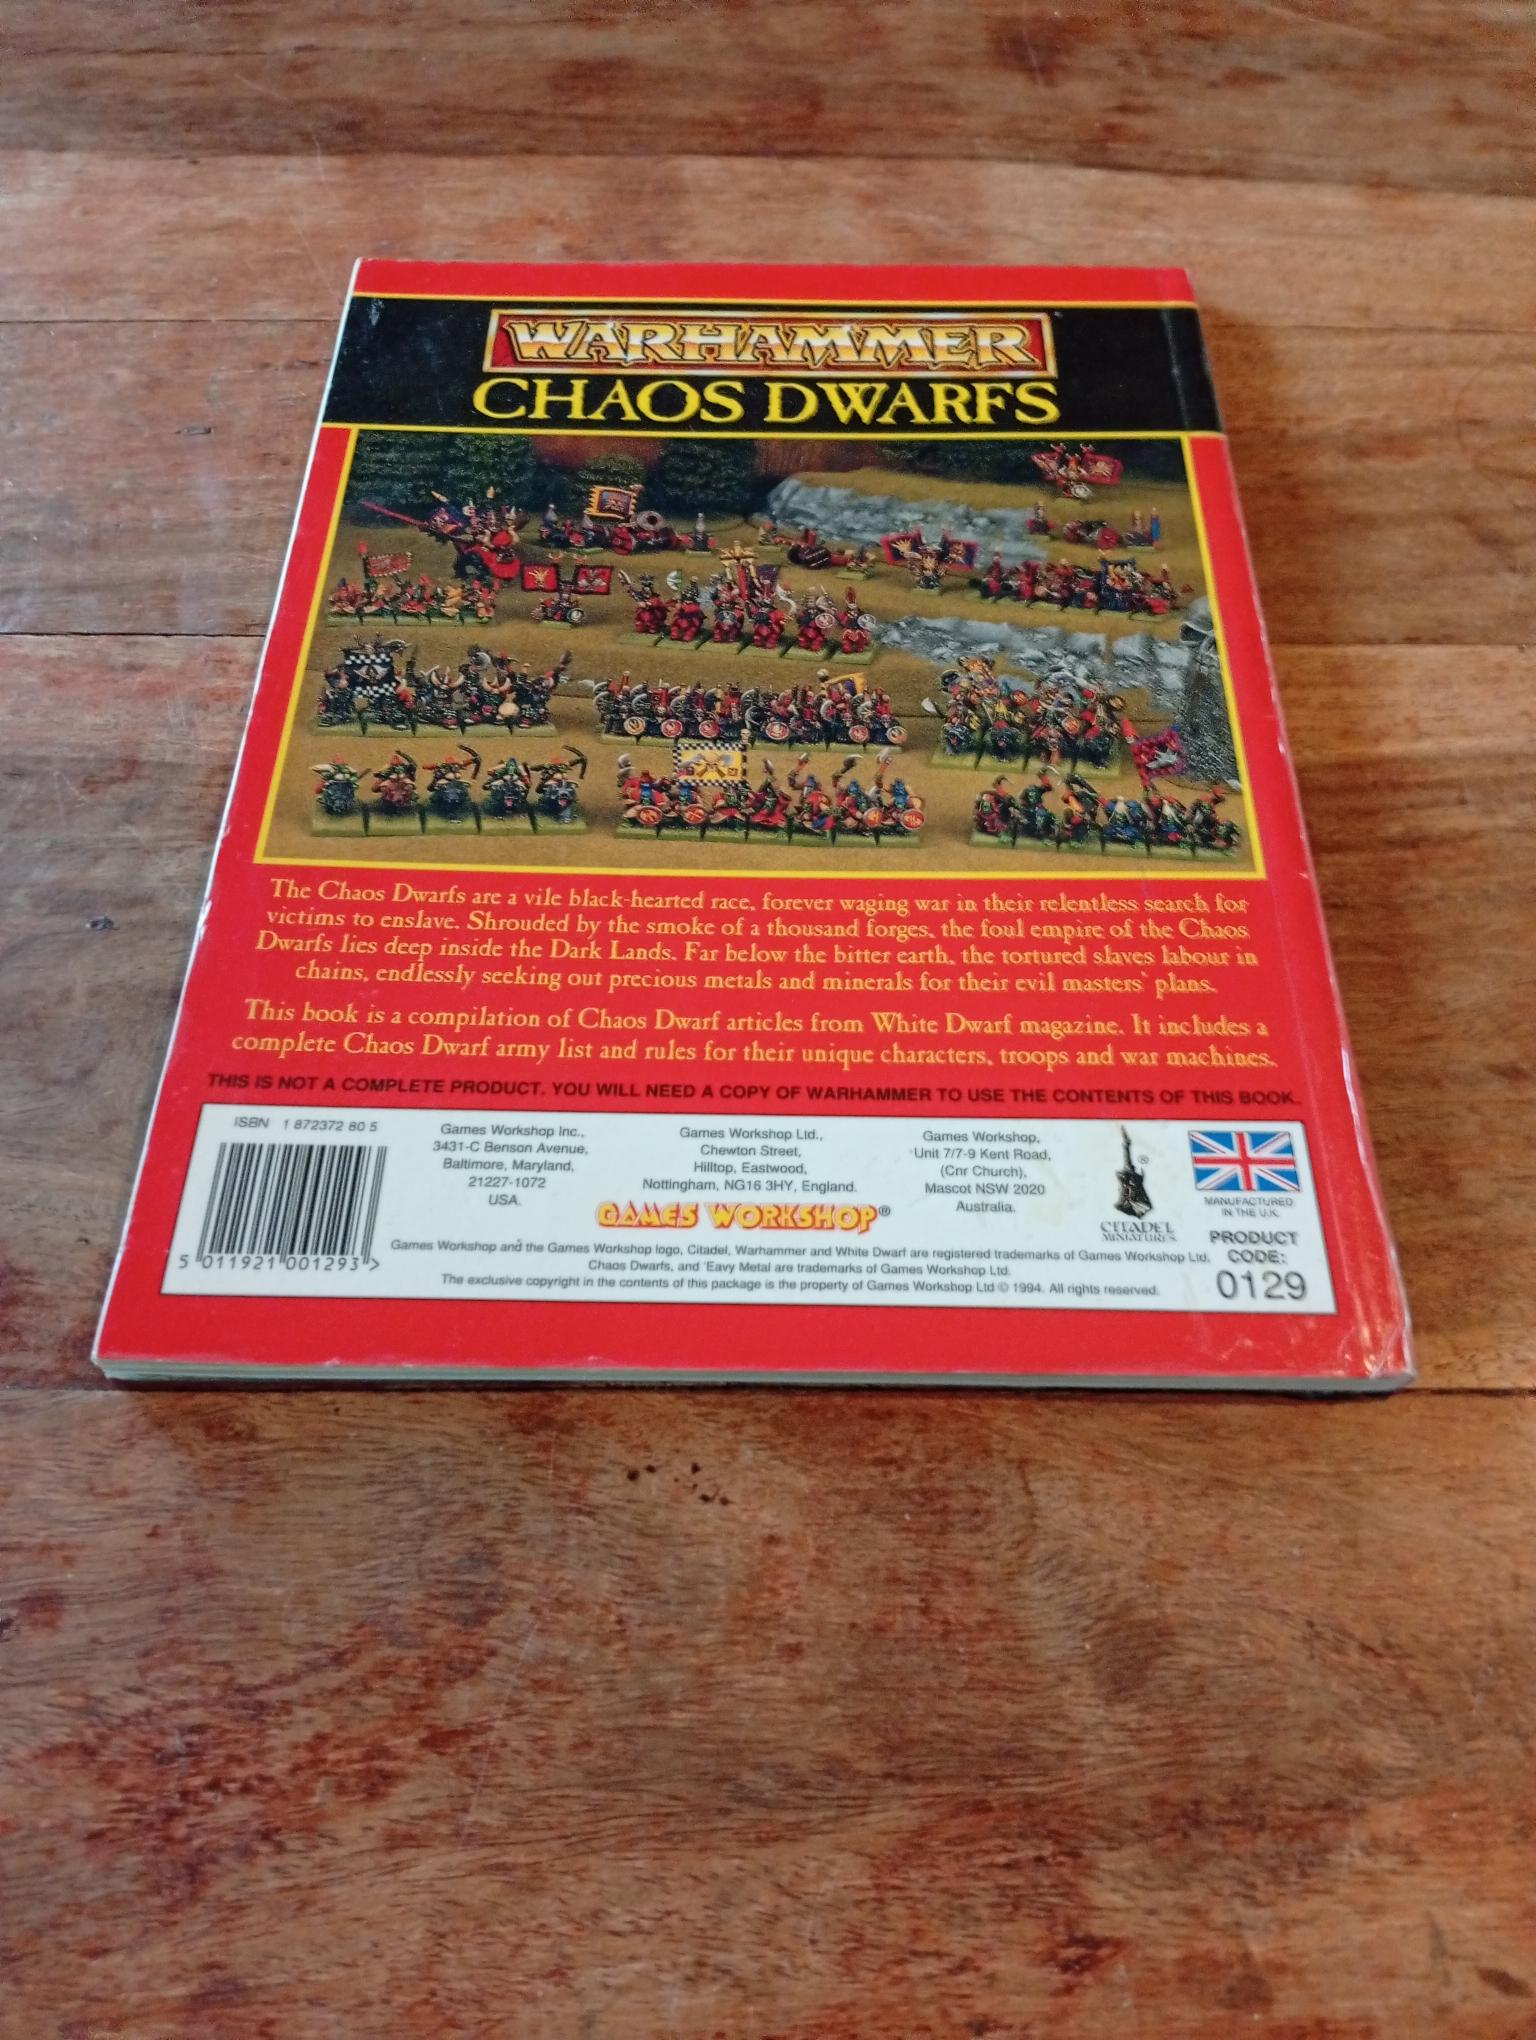 WARHAMMER
CHAOS DWARFS
The Chaos Dwarfs are a vile black-hearted race, forever waging war in their relentless search for
victims to enslave. Shrouded by the smoke of a thousand forges, the foul empire of the Chaos
Dwarfs lies deep inside the Dark Lands. Far below the bitter earth, the tortured slaves labour in
chains, endlessly seeking out precious metals and minerals for their evil masters' plans.
This book is a compilation of Chaos Dwarf articles from White Dwarf magazine. It includes a
complete Chaos Dwarf army list and rules for their unique characters, troops and war machines.
THIS IS NOT A COMPLETE PRODUCT. YOU WILL NEED A COPY OF WARHAMMER TO USE THE CONTENTS OF THIS BOOK.
ISBN 1 872372 80 5
5 011921 001293 >
Games Workshop Inc.,
3431-C Benson Avenue,
Baltimore, Maryland,
21227-1072
USA.
Games Workshop Ltd.,
Chewton Street,
Hilltop, Eastwood,
Nottingham, NG16 3HY, England.
Games Workshop,
Unit 7/7-9 Kent Road,
(Cnr Church),
Mascot NSW 2020
Australia.
GAMES WORKSHOP®
®
CITADEL
MINIATURES
MANUFACTURED
IN THE U.K.
PRODUCT
CODE:
0129
Games Workshop and the Games Workshop logo, Citadel, Warhammer and White Dwarf are registered trademarks of Games Workshop Ltd.
Chaos Dwarfs, and 'Eavy Metal are trademarks of Games Workshop Ltd.
The exclusive copyright in the contents of this package is the property of Games Workshop Ltd © 1994. All rights reserved.